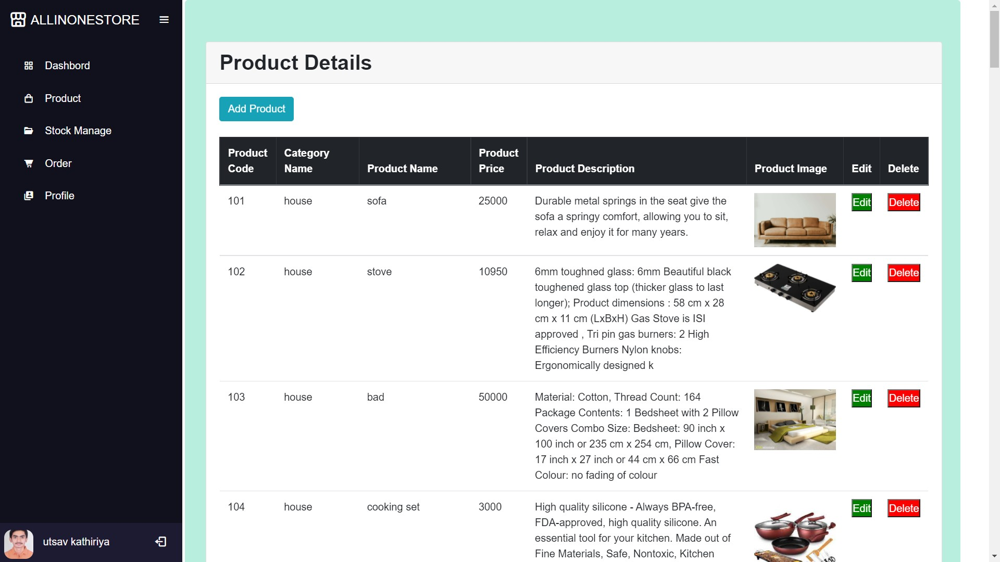 ALLINONESTORE
Dashbord
Product
Stock Manage
Order
Profile
utsav kathiriya
Product Details
Add Product
Product Code
Category Name
Product Name
Product Price
Product Description
Product Image
Edit
Delete
101
house
sofa
25000
Durable metal springs in the seat give the
sofa a springy comfort, allowing you to sit,
relax and enjoy it for many years.
Edit
Delete
102
house
stove
10950
6mm toughned glass: 6mm Beautiful black
toughened glass top (thicker glass to last
longer); Product dimensions : 58 cm x 28
cm x 11 cm (LxBxH) Gas Stove is ISI
approved , Tri pin gas burners: 2 High
Efficiency Burners Nylon knobs:
Ergonomically designed k
Edit
Delete
103
house
bad
50000
Material: Cotton, Thread Count: 164
Package Contents: 1 Bedsheet with 2 Pillow
Covers Combo Size: Bedsheet: 90 inch x
100 inch or 235 cm x 254 cm, Pillow Cover:
17 inch x 27 inch or 44 cm x 66 cm Fast
Colour: no fading of colour
Edit
Delete
104
house
cooking set
3000
High quality silicone - Always BPA-free,
FDA-approved, high quality silicone. An
essential tool for your kitchen. Made out of
Fine Materials, Safe, Nontoxic, Kitchen
Edit
Delete